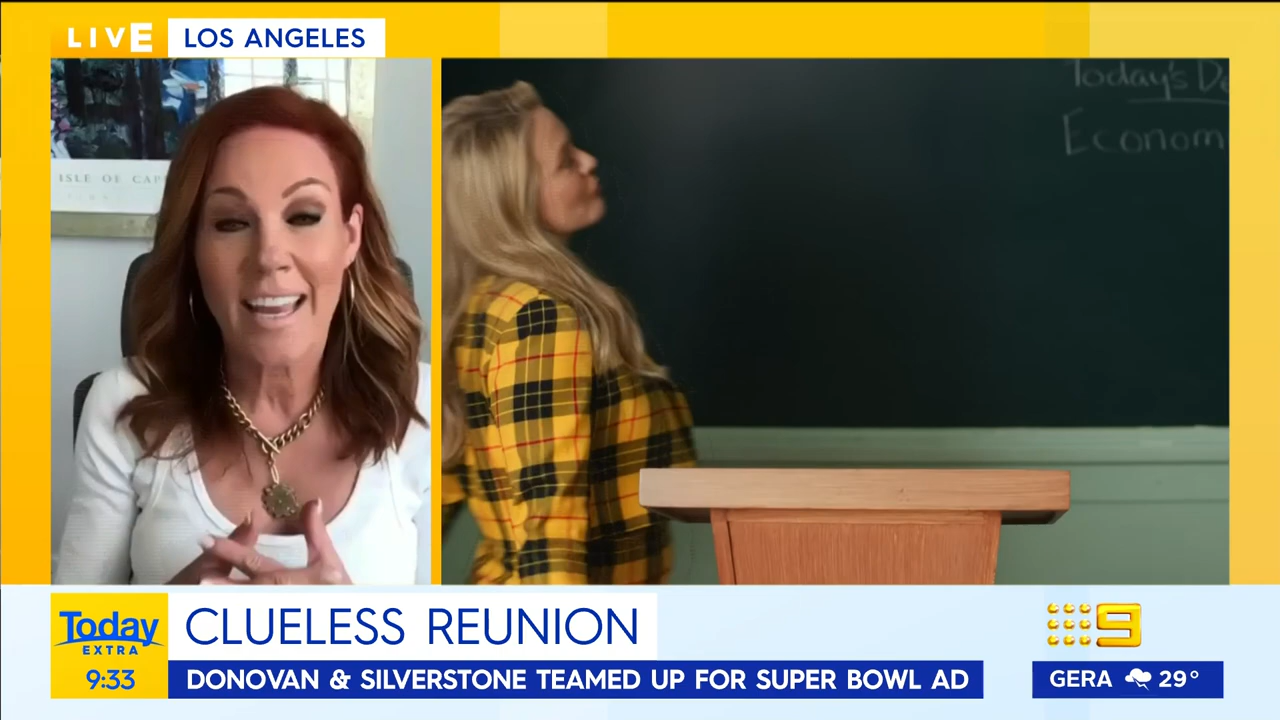 LIVE LOS ANGELES
ISLE OF CAP
Today's De
Econom
Today
EXTRA
9:33
CLUELESS REUNION
DONOVAN & SILVERSTONE TEAMED UP FOR SUPER BOWL AD
9
GERA 29°